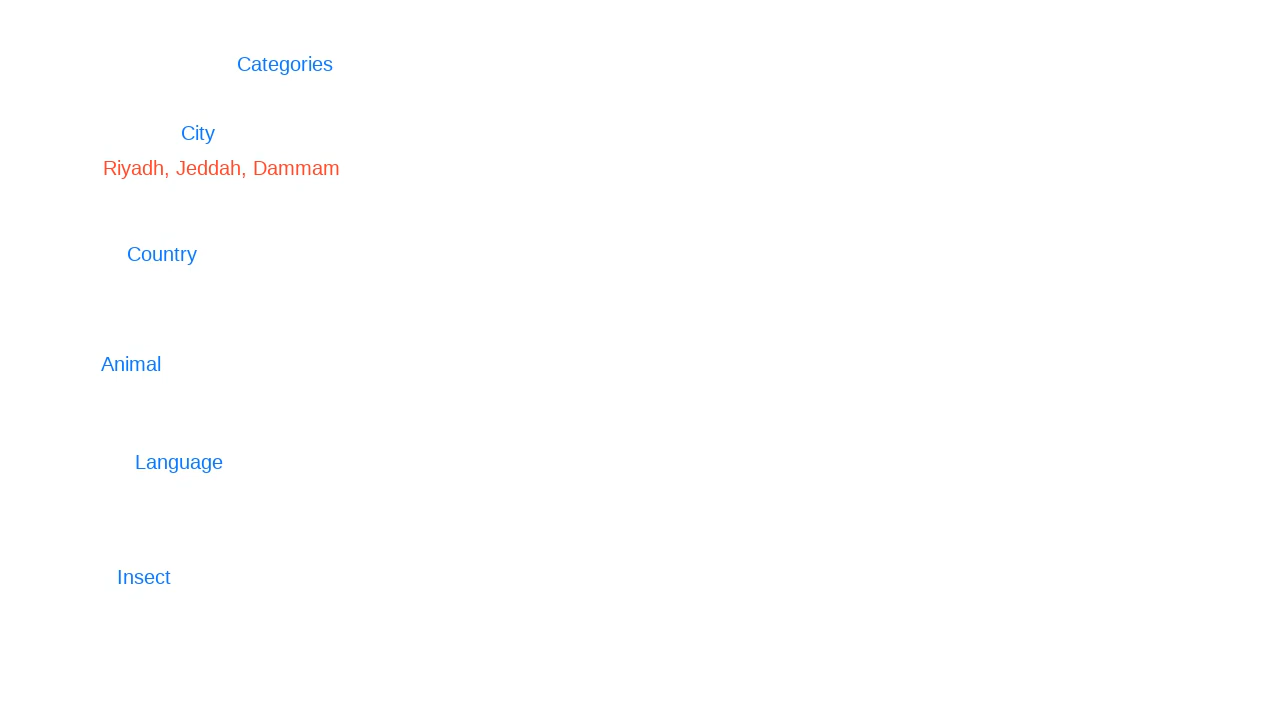 Categories
City
Riyadh, Jeddah, Dammam
Country
Animal
Language
Insect